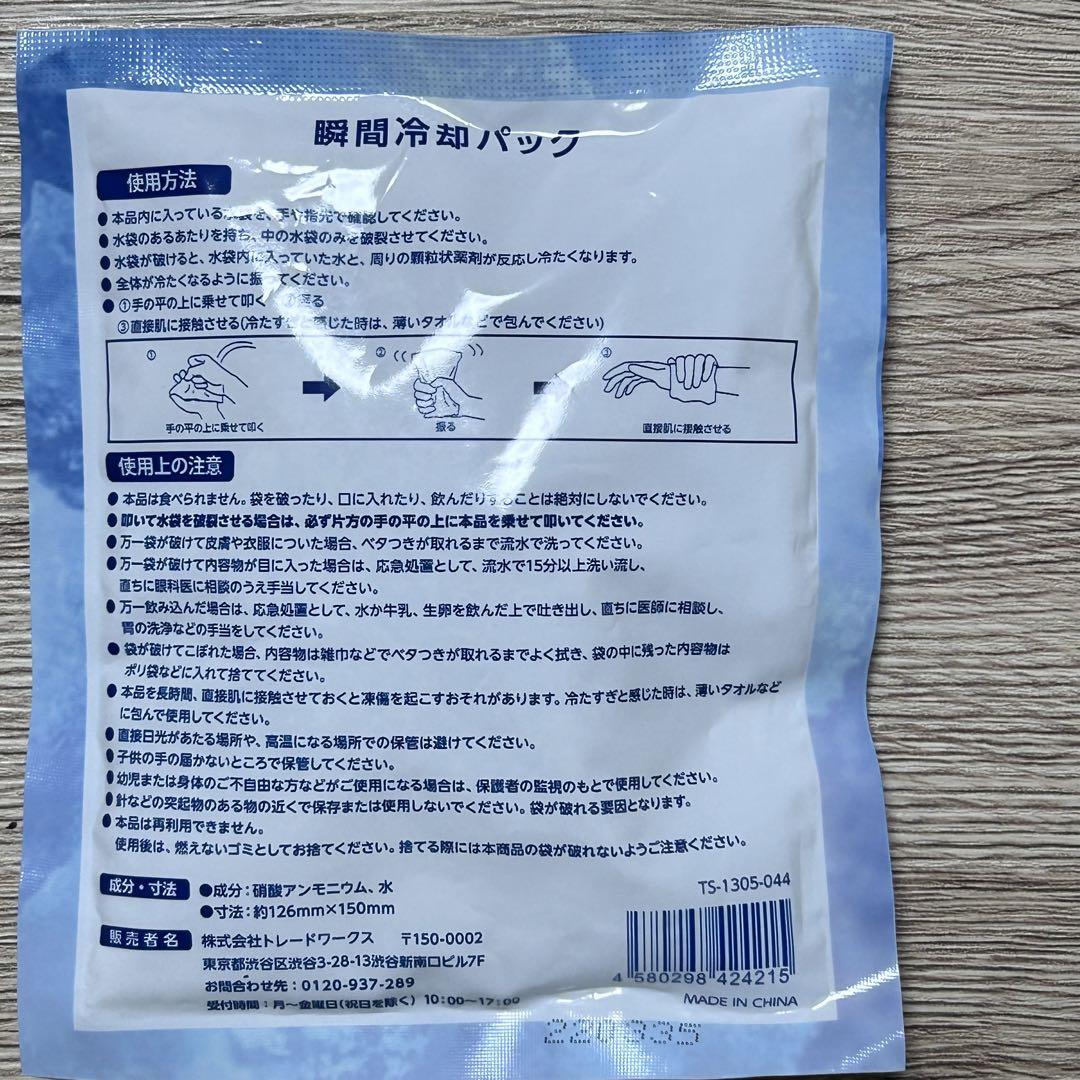 瞬間冷却パック
使用方法
●本品内に入っている水袋を、手や指先で確認してください。
●水袋のあるあたりを持ち、中の水袋のみを破裂させてください。
●水袋が破けると、水袋内に入っていた水と、周りの顆粒状薬剤が反応し冷たくなります。
●全体が冷たくなるように振ってください。
●①手の平の上に乗せて叩く ②振る
③直接肌に接触させる(冷たすぎと感じた時は、薄いタオルなどで包んでください)
① ② ③
手の平の上に乗せて叩く 振る 直接肌に接触させる
使用上の注意
●本品は食べられません。袋を破ったり、口に入れたり、飲んだりすることは絶対にしないでください。
●叩いて水袋を破裂させる場合は、必ず片方の手の平の上に本品を乗せて叩いてください。
●万一袋が破けて皮膚や衣服についた場合、ベタつきが取れるまで流水で洗ってください。
●万一袋が破けて内容物が目に入った場合は、応急処置として、流水で15分以上洗い流し、
直ちに眼科医に相談のうえ手当してください。
●万一飲み込んだ場合は、応急処置として、水か牛乳、生卵を飲んだ上で吐き出し、直ちに医師に相談し、
胃の洗浄などの手当をしてください。
●袋が破けてこぼれた場合、内容物は雑巾などでベタつきが取れるまでよく拭き、袋の中に残った内容物は
ポリ袋などに入れて捨ててください。
●本品を長時間、直接肌に接触させておくと凍傷を起こすおそれがあります。冷たすぎと感じた時は、薄いタオルなど
に包んで使用してください。
●直接日光があたる場所や、高温になる場所での保管は避けてください。
●子供の手の届かないところで保管してください。
●幼児または身体のご不自由な方などがご使用になる場合は、保護者の監視のもとで使用してください。
●針などの突起物のある物の近くで保存または使用しないでください。袋が破れる要因となります。
●本品は再利用できません。
使用後は、燃えないゴミとしてお捨てください。捨てる際には本商品の袋が破れないようご注意ください。
成分・寸法 ●成分：硝酸アンモニウム、水
●寸法：約126mm×150mm
TS-1305-044
販売者名 株式会社トレードワークス 〒150-0002
東京都渋谷区渋谷3-28-13渋谷新南口ビル7F
お問合わせ先：0120-937-289
受付時間：月～金曜日(祝日を除く) 10:00～17:00
4 580298 424215
MADE IN CHINA